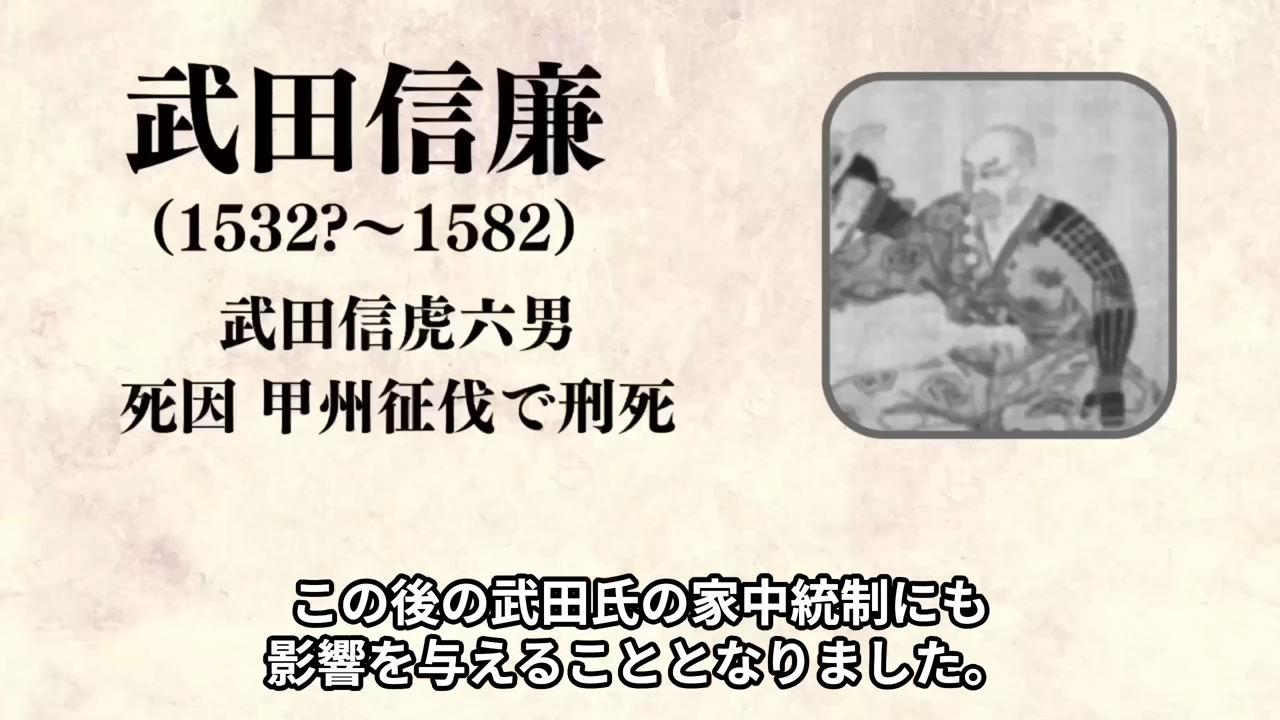 武田信廉
(1532?～1582)
武田信虎六男
死因 甲州征伐で刑死
この後の武田氏の家中統制にも
影響を与えることとなりました。